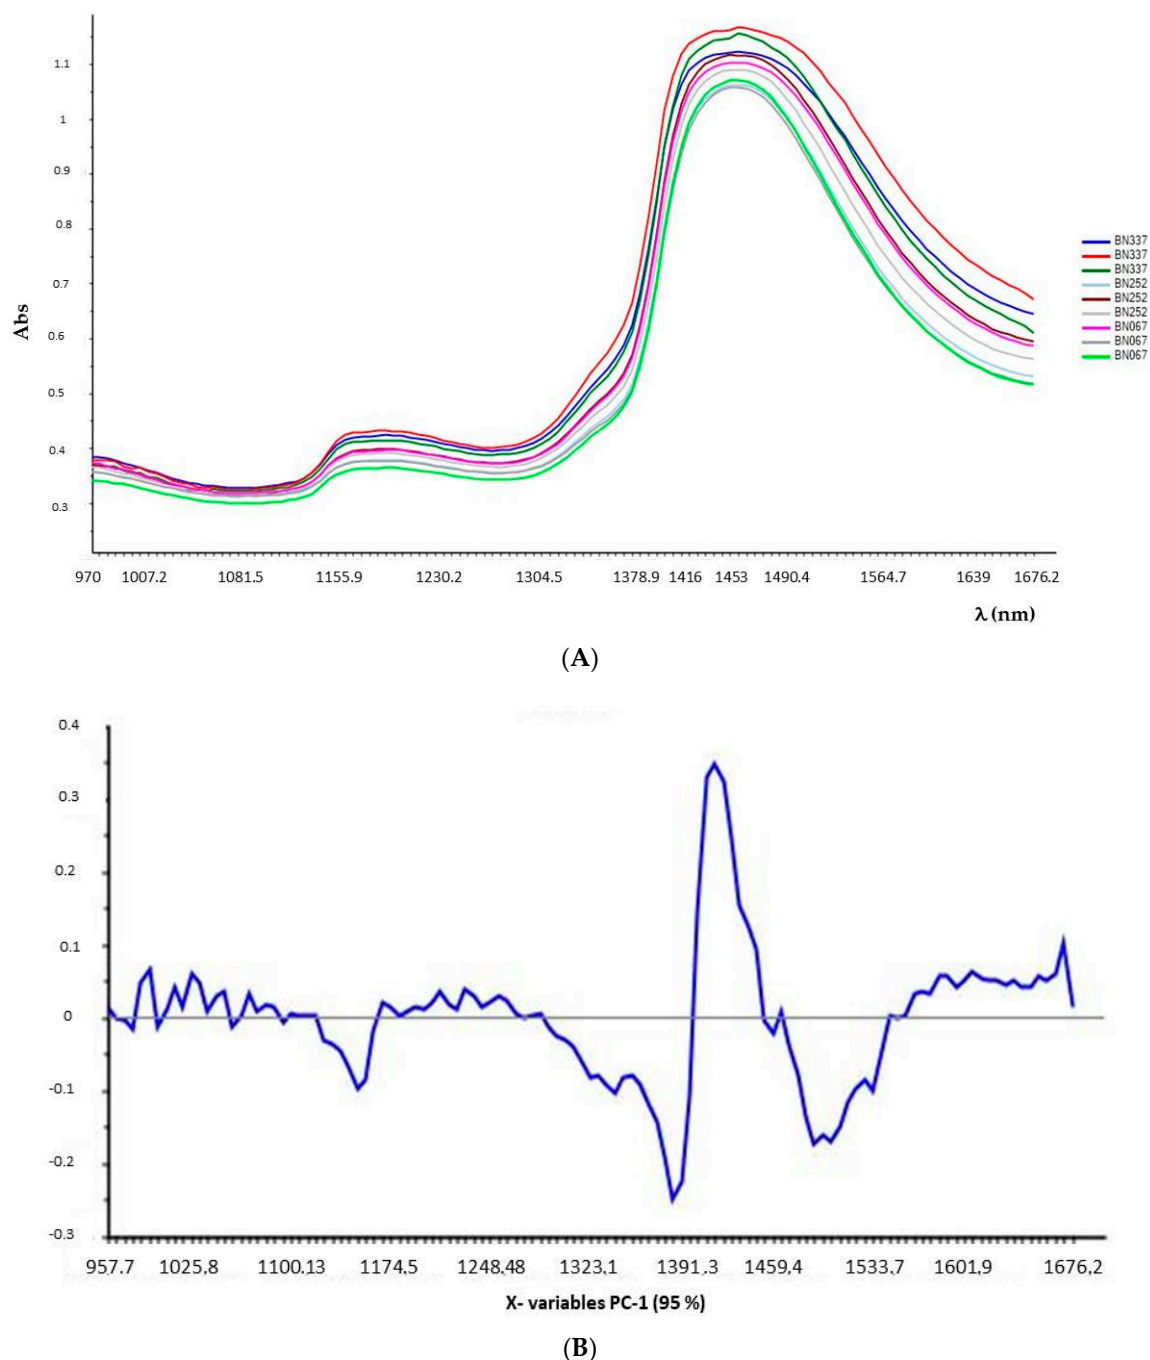 1.1
1
0.9
0.8
0.7
0.6
0.5
0.4
0.3
Abs
BN337
BN337
BN337
BN252
BN252
BN252
BN067
BN067
BN067
970 1007.2 1081.5 1155.9 1230.2 1304.5 1378.9 1416 1453 1490.4 1564.7 1639 1676.2
λ (nm)
(A)
0.4
0.3
0.2
0.1
0
-0.1
-0.2
-0.3
957.7 1025,8 1100,13 1174,5 1248,48 1323,1 1391,3 1459,4 1533,7 1601,9 1676,2
X- variables PC-1 (95 %)
(B)